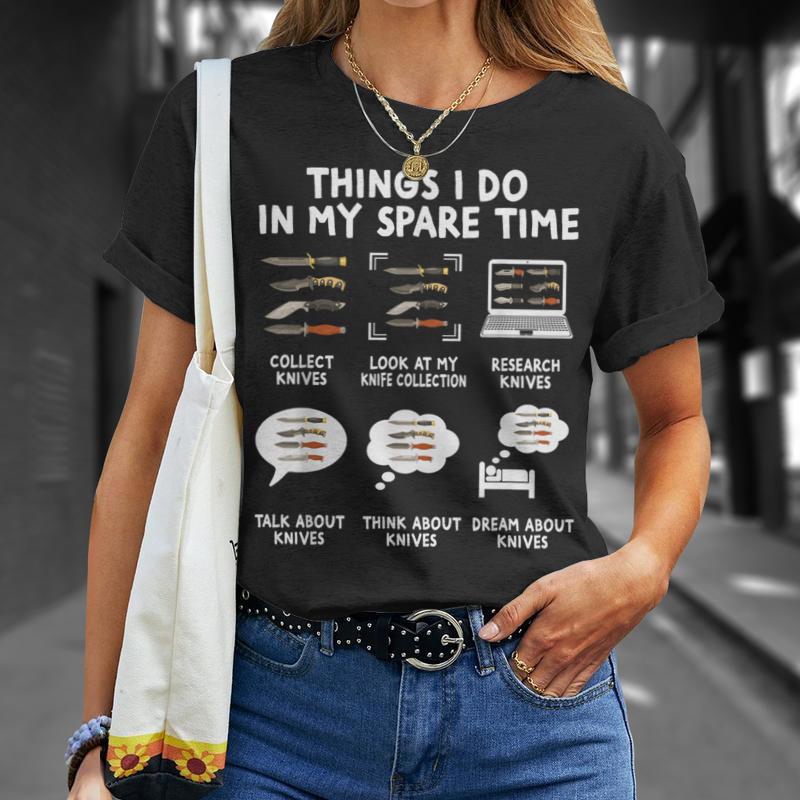 THINGS I DO
IN MY SPARE TIME
COLLECT
KNIVES
LOOK AT MY
KNIFE COLLECTION
RESEARCH
KNIVES
TALK ABOUT
KNIVES
THINK ABOUT
KNIVES
DREAM ABOUT
KNIVES